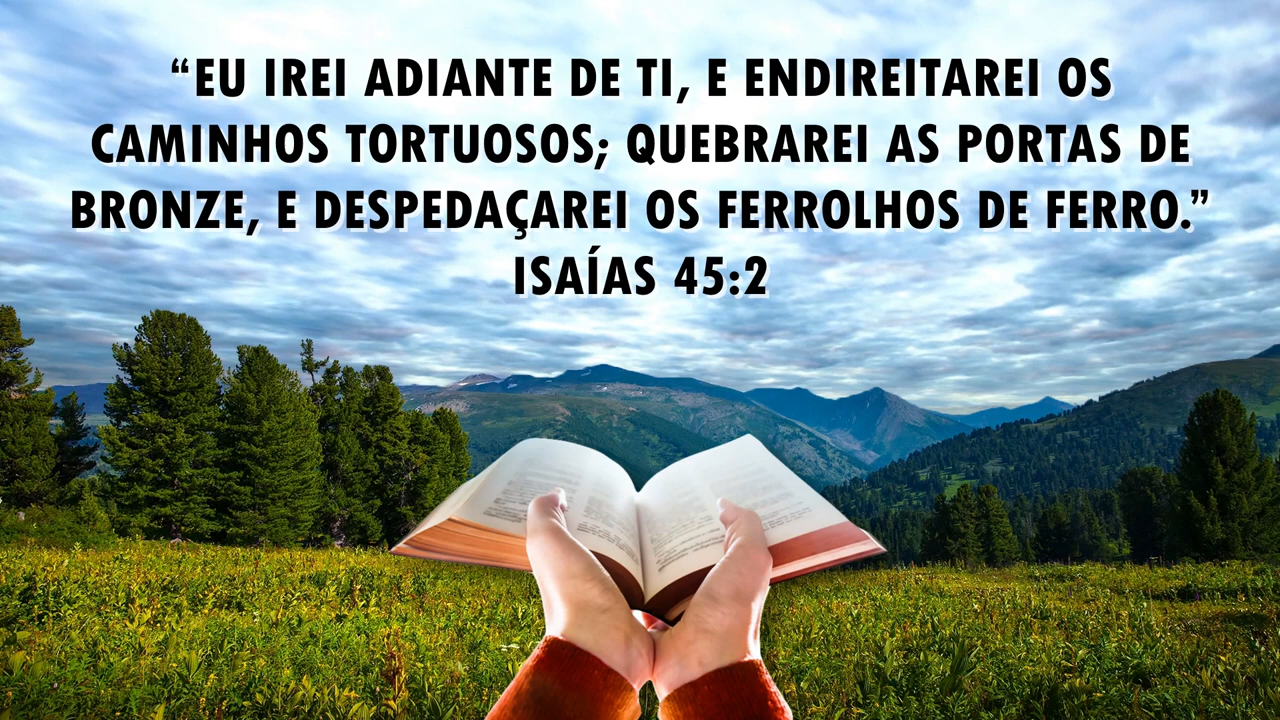 “EU IREI ADIANTE DE TI, E ENDIREITAREI OS
CAMINHOS TORTUOSOS; QUEBRAREI AS PORTAS DE
BRONZE, E DESPEDAÇAREI OS FERROLHOS DE FERRO.”
ISAÍAS 45:2